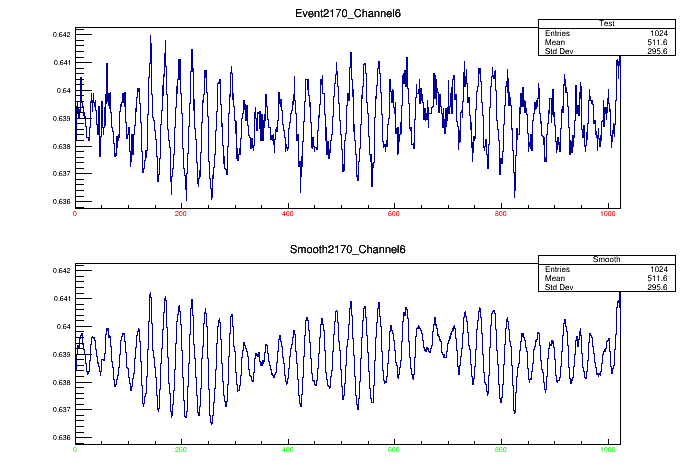 Event2170_Channel6
Test
Entries 1024
Mean 511.6
Std Dev 295.6
0.642
0.641
0.64
0.639
0.638
0.637
0.636
0 200 400 600 800 1000
Smooth2170_Channel6
Smooth
Entries 1024
Mean 511.6
Std Dev 295.6
0.642
0.641
0.64
0.639
0.638
0.637
0.636
0 200 400 600 800 1000